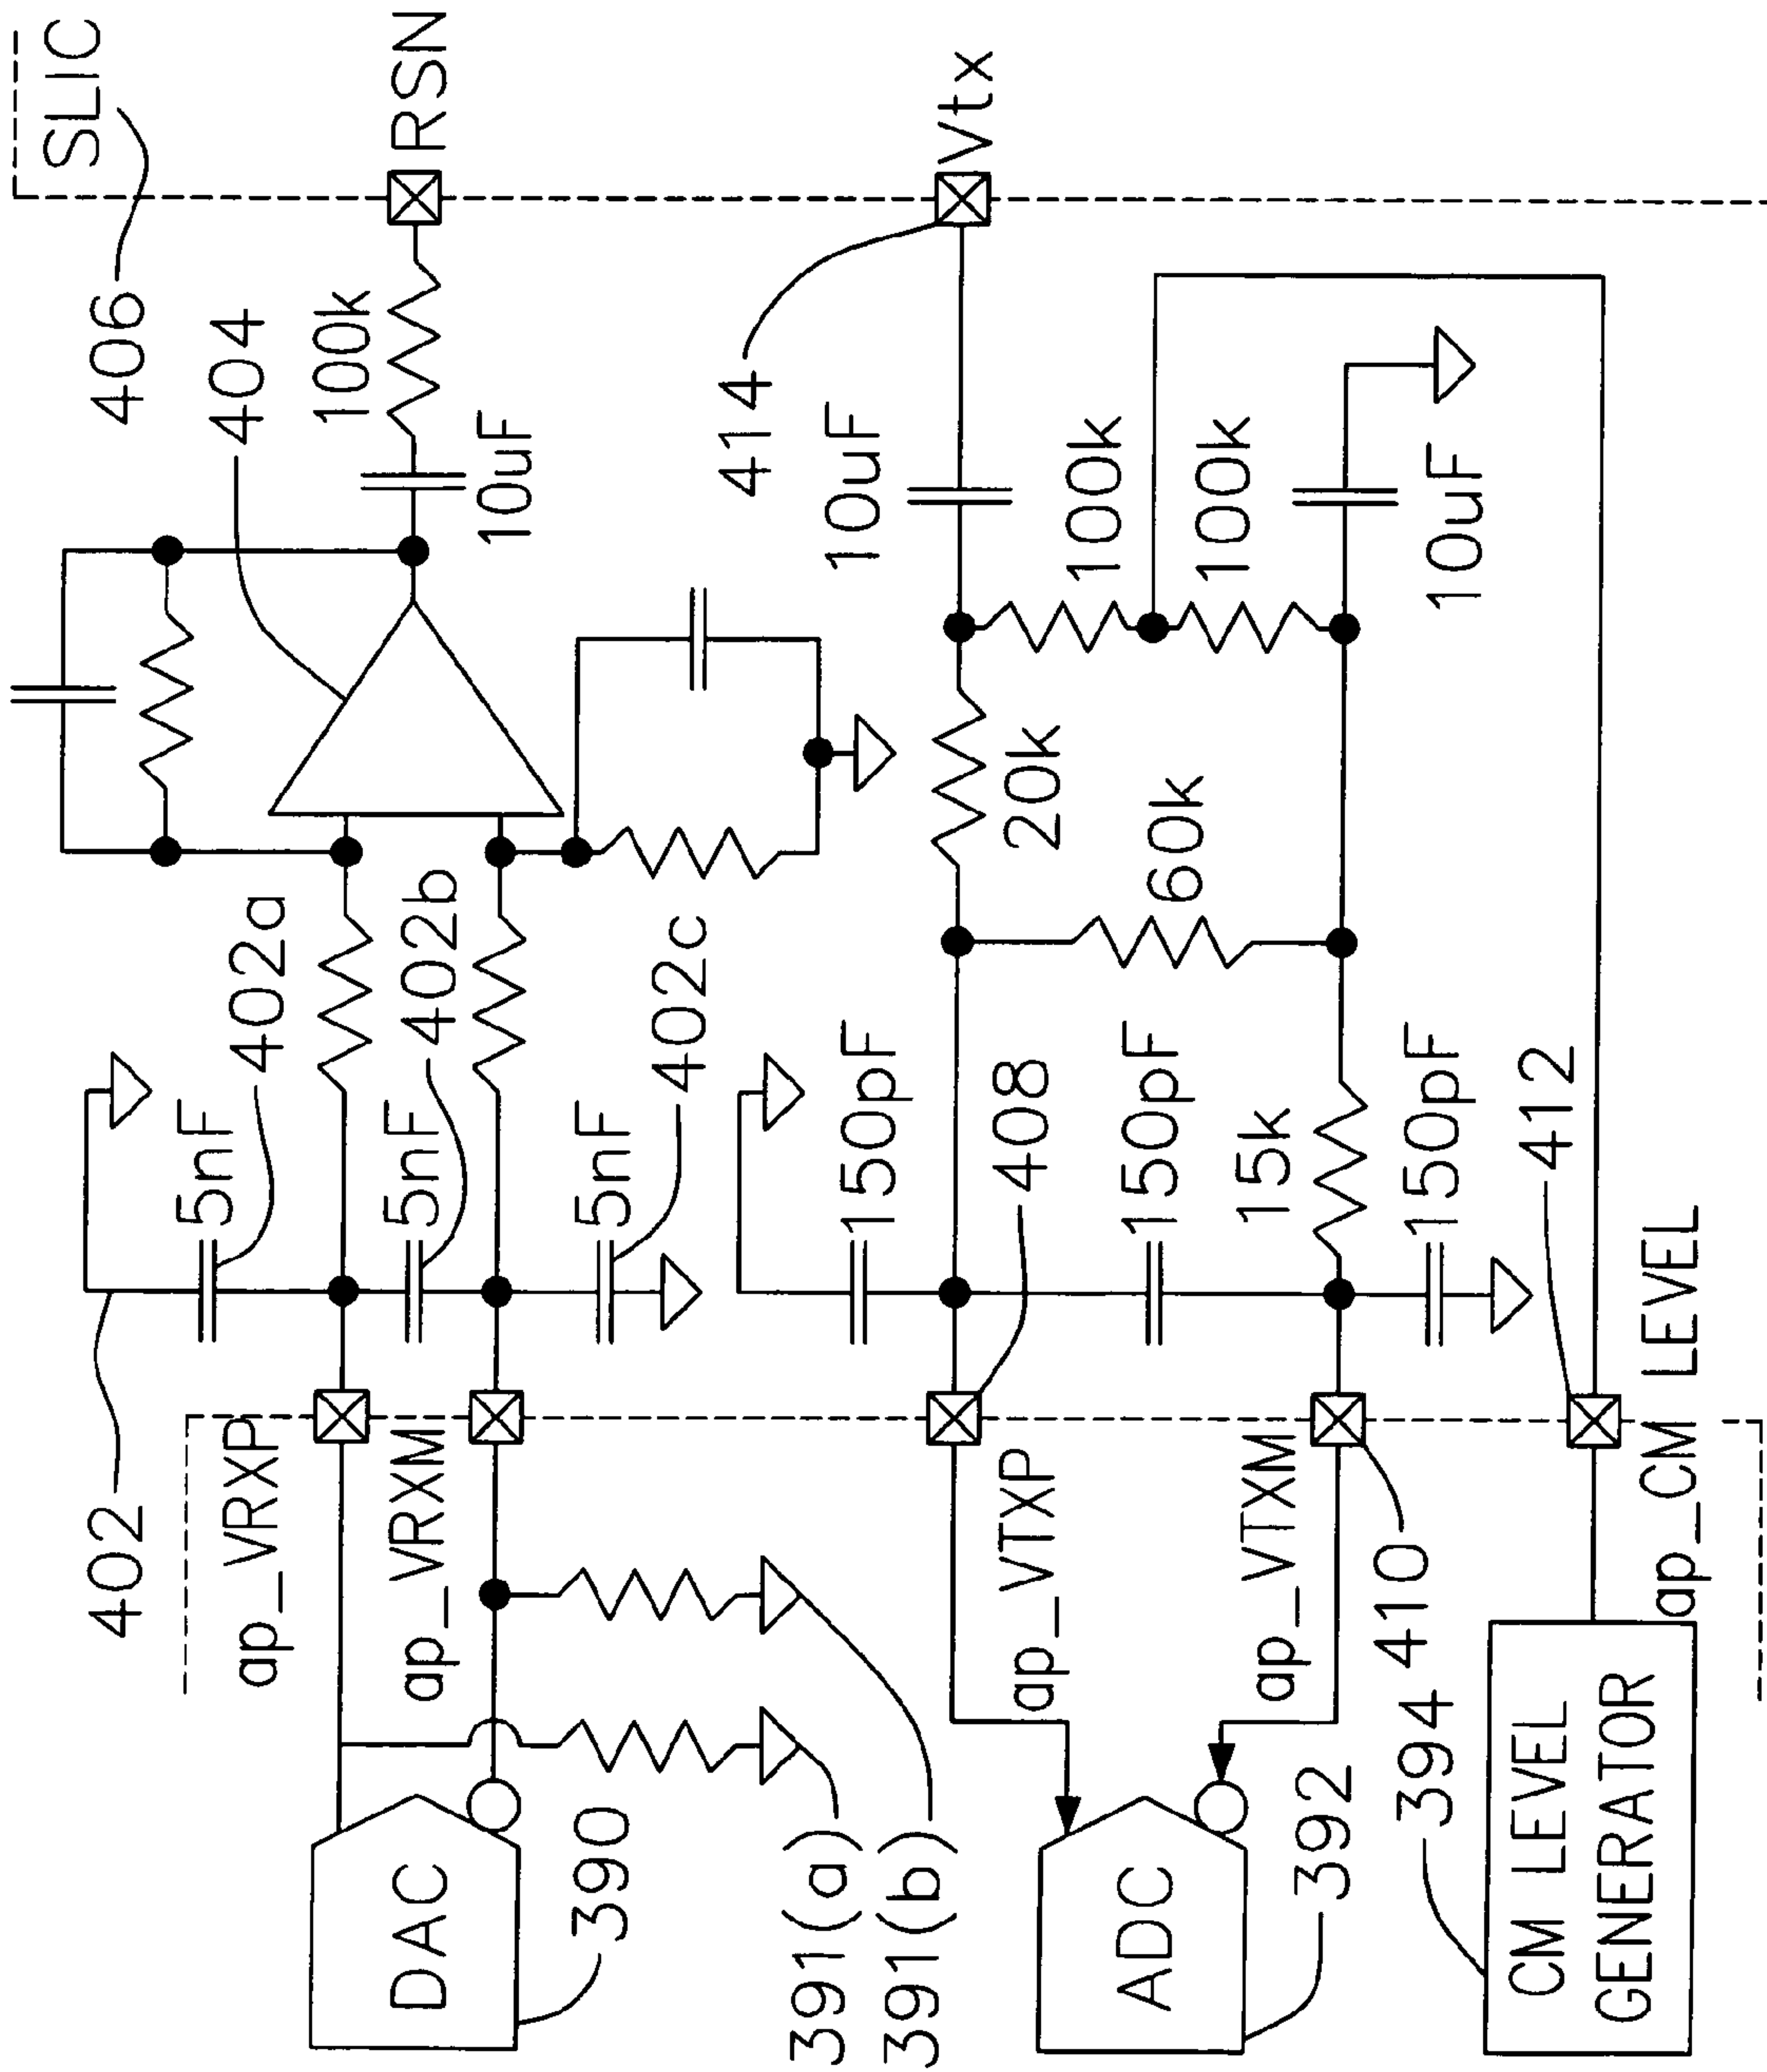 SLIC
406
RSN
404
100k
10uF
402
5nF
402a
5nF
402b
5nF
402c
ap_VRXP
ap_VRXM
DAC
390
391(a)
391(b)
414
Vtx
10uF
100k
100k
10uF
20k
60k
150pF
408
150pF
15k
150pF
412
ap_VTXP
ap_VTXM
410
ADC
392
394
CM LEVEL
GENERATOR
ap_CM LEVEL